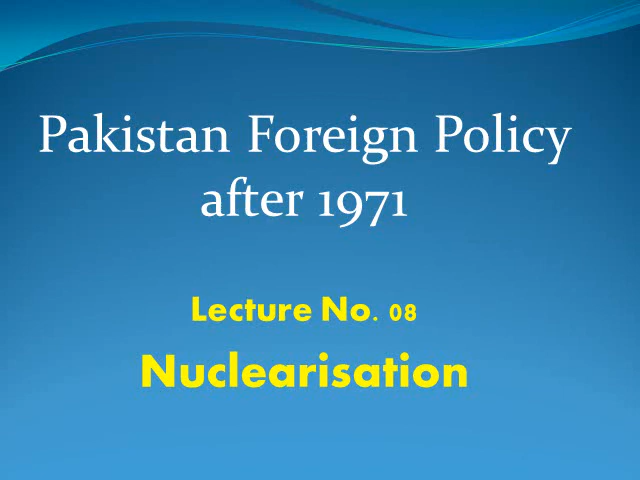 Pakistan Foreign Policy
after 1971
Lecture No. 08
Nuclearisation